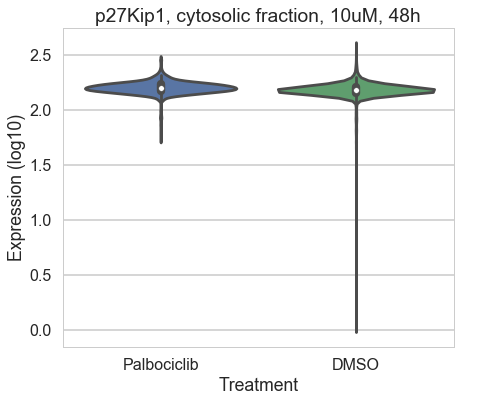 p27Kip1, cytosolic fraction, 10uM, 48h
Expression (log10)
2.5
2.0
1.5
1.0
0.5
0.0
Palbociclib
DMSO
Treatment